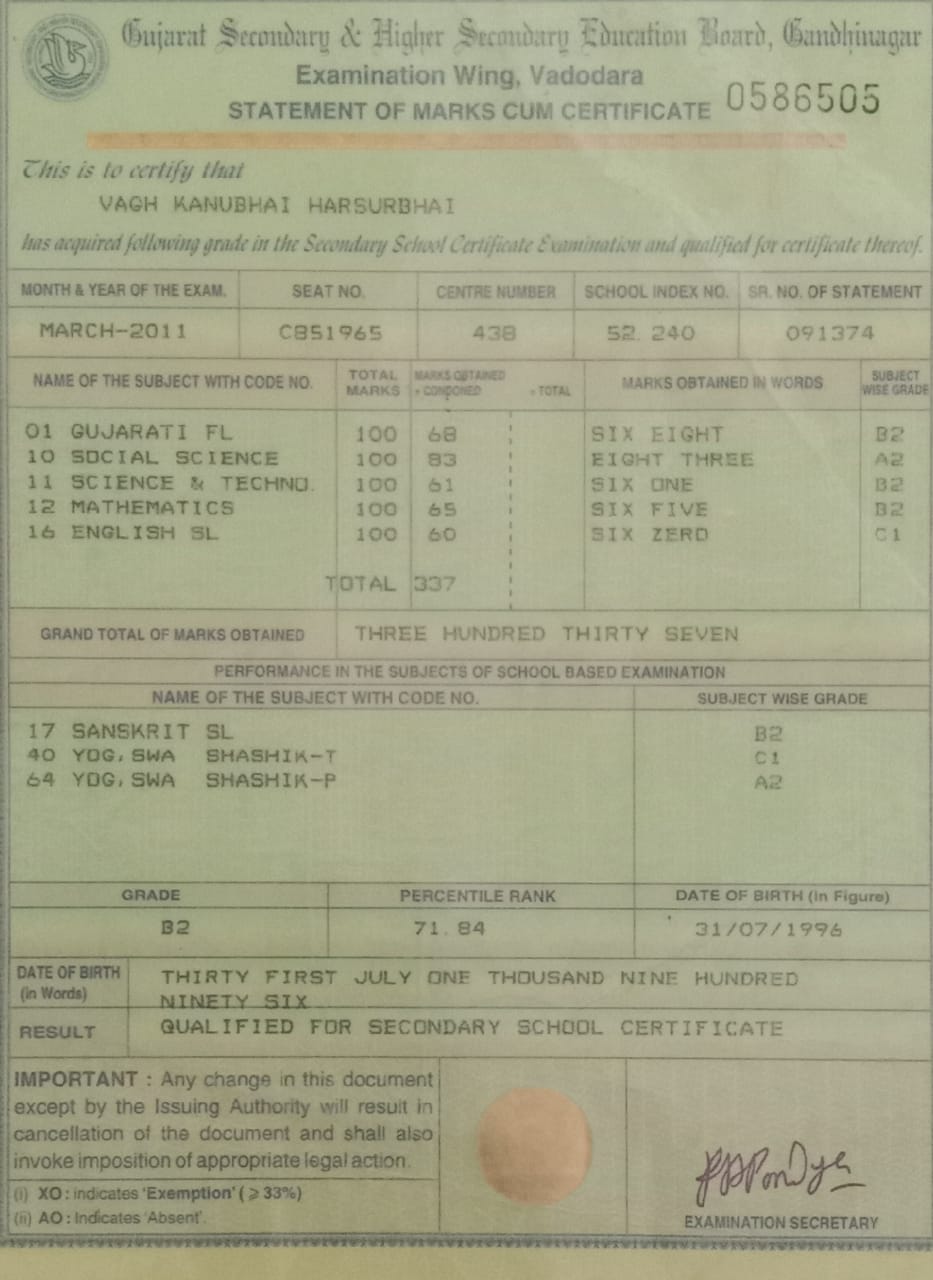 Gujarat Secondary & Higher Secondary Education Board, Gandhinagar
Examination Wing, Vadodara
STATEMENT OF MARKS CUM CERTIFICATE 0586505
This is to certify that
VAGH KANUBHAI HARSURBHAI
has acquired following grade in the Secondary School Certificate Examination and qualified for certificate thereof.
MONTH & YEAR OF THE EXAM. SEAT NO. CENTRE NUMBER SCHOOL INDEX NO. SR. NO. OF STATEMENT
MARCH-2011 C851965 438 52.240 091374
NAME OF THE SUBJECT WITH CODE NO. TOTAL MARKS MARKS OBTAINED + CONDONED = TOTAL MARKS OBTAINED IN WORDS SUBJECT WISE GRADE
01 GUJARATI FL 100 68 SIX EIGHT B2
10 SOCIAL SCIENCE 100 83 EIGHT THREE A2
11 SCIENCE & TECHNO. 100 61 SIX ONE B2
12 MATHEMATICS 100 65 SIX FIVE B2
16 ENGLISH SL 100 60 SIX ZERO C1
TOTAL 337
GRAND TOTAL OF MARKS OBTAINED THREE HUNDRED THIRTY SEVEN
PERFORMANCE IN THE SUBJECTS OF SCHOOL BASED EXAMINATION
NAME OF THE SUBJECT WITH CODE NO. SUBJECT WISE GRADE
17 SANSKRIT SL B2
40 YOG, SWA SHASHIK-T C1
64 YOG, SWA SHASHIK-P A2
GRADE PERCENTILE RANK DATE OF BIRTH (In Figure)
B2 71.84 31/07/1996
DATE OF BIRTH (in Words) THIRTY FIRST JULY ONE THOUSAND NINE HUNDRED
NINETY SIX
RESULT QUALIFIED FOR SECONDARY SCHOOL CERTIFICATE
IMPORTANT : Any change in this document
except by the Issuing Authority will result in
cancellation of the document and shall also
invoke imposition of appropriate legal action.
(i) XO : indicates 'Exemption' (⩾ 33%)
(ii) AO : Indicates 'Absent'.
EXAMINATION SECRETARY